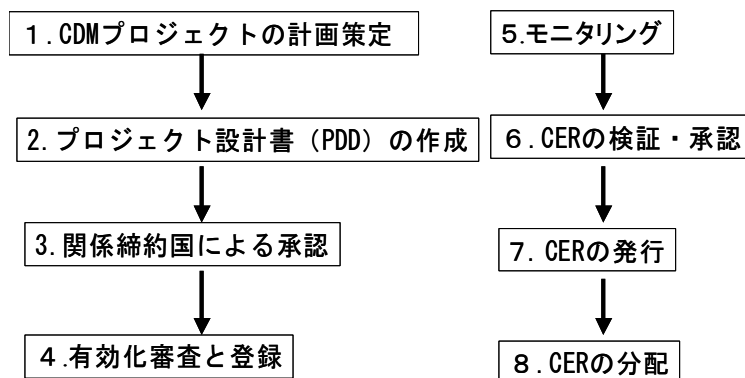 １.CDMプロジェクトの計画策定
2.プロジェクト設計書（PDD）の作成
3.関係締約国による承認
４.有効化審査と登録
5.モニタリング
６.CERの検証・承認
７.CERの発行
８.CERの分配